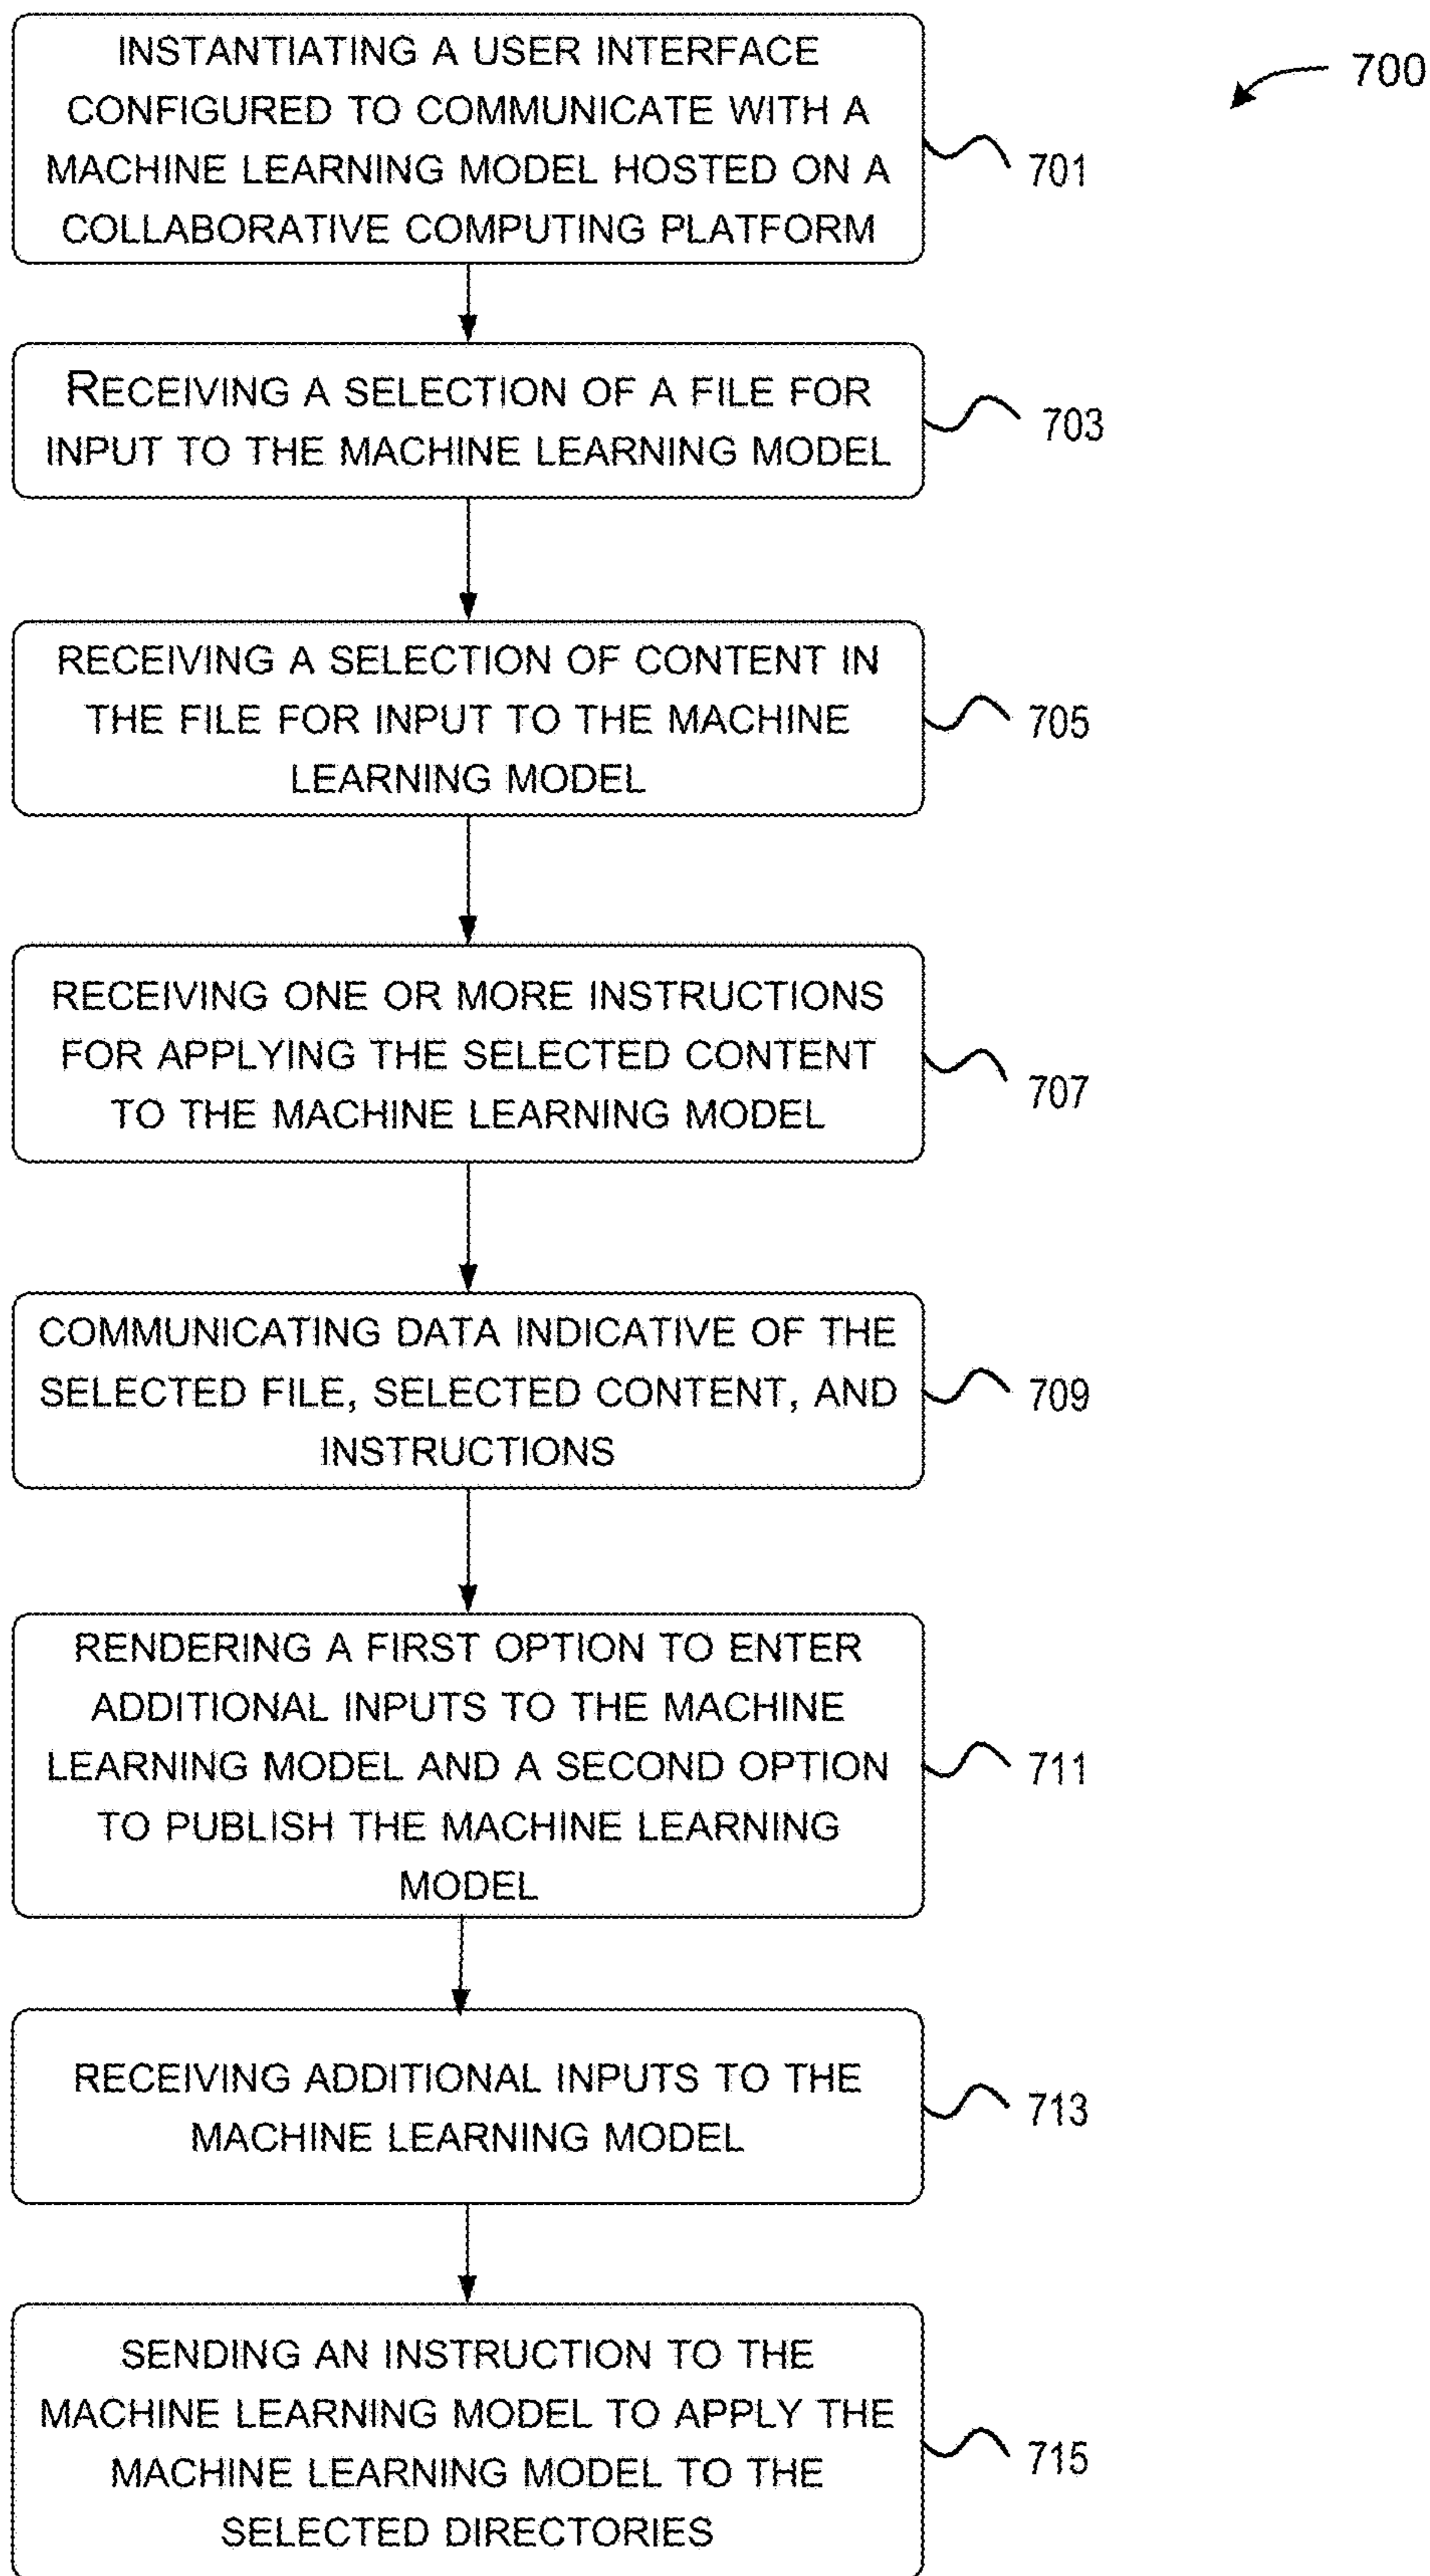 INSTANTIATING A USER INTERFACE
CONFIGURED TO COMMUNICATE WITH A
MACHINE LEARNING MODEL HOSTED ON A
COLLABORATIVE COMPUTING PLATFORM
700
701
RECEIVING A SELECTION OF A FILE FOR
INPUT TO THE MACHINE LEARNING MODEL
703
RECEIVING A SELECTION OF CONTENT IN
THE FILE FOR INPUT TO THE MACHINE
LEARNING MODEL
705
RECEIVING ONE OR MORE INSTRUCTIONS
FOR APPLYING THE SELECTED CONTENT
TO THE MACHINE LEARNING MODEL
707
COMMUNICATING DATA INDICATIVE OF THE
SELECTED FILE, SELECTED CONTENT, AND
INSTRUCTIONS
709
RENDERING A FIRST OPTION TO ENTER
ADDITIONAL INPUTS TO THE MACHINE
LEARNING MODEL AND A SECOND OPTION
TO PUBLISH THE MACHINE LEARNING
MODEL
711
RECEIVING ADDITIONAL INPUTS TO THE
MACHINE LEARNING MODEL
713
SENDING AN INSTRUCTION TO THE
MACHINE LEARNING MODEL TO APPLY THE
MACHINE LEARNING MODEL TO THE
SELECTED DIRECTORIES
715